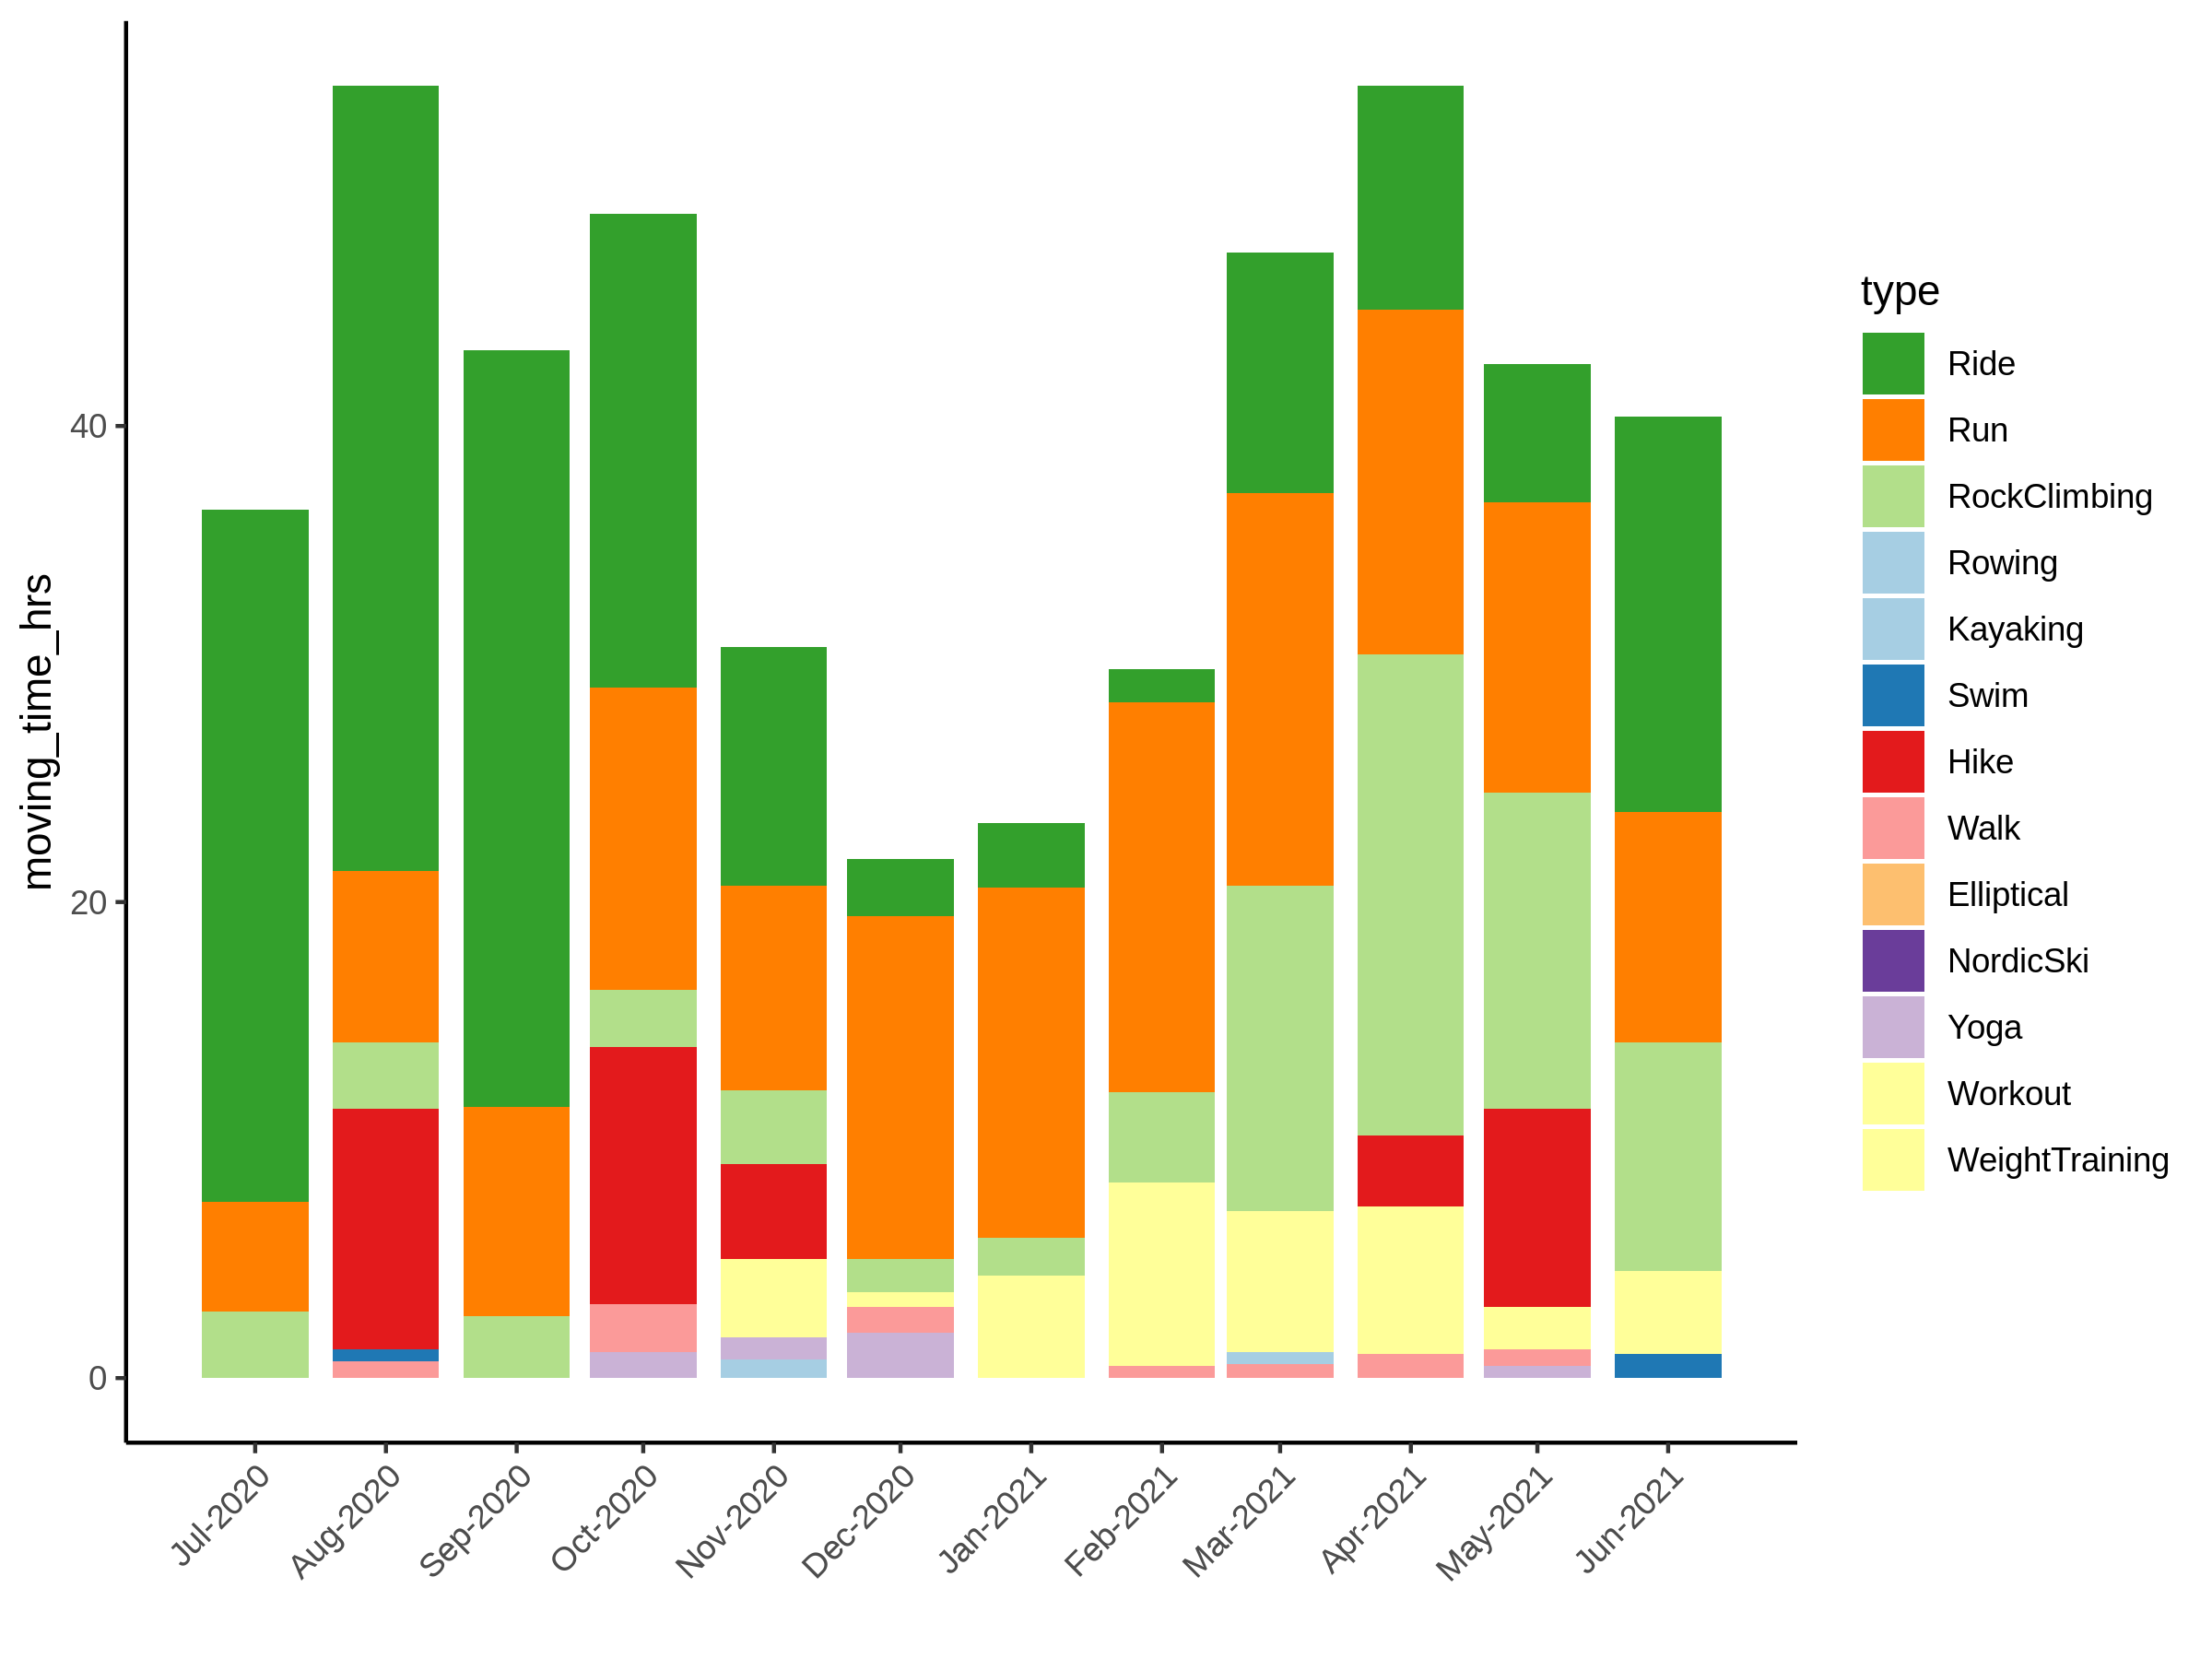 moving_time_hrs
40
20
0
Jul-2020
Aug-2020
Sep-2020
Oct-2020
Nov-2020
Dec-2020
Jan-2021
Feb-2021
Mar-2021
Apr-2021
May-2021
Jun-2021
type
Ride
Run
RockClimbing
Rowing
Kayaking
Swim
Hike
Walk
Elliptical
NordicSki
Yoga
Workout
WeightTraining